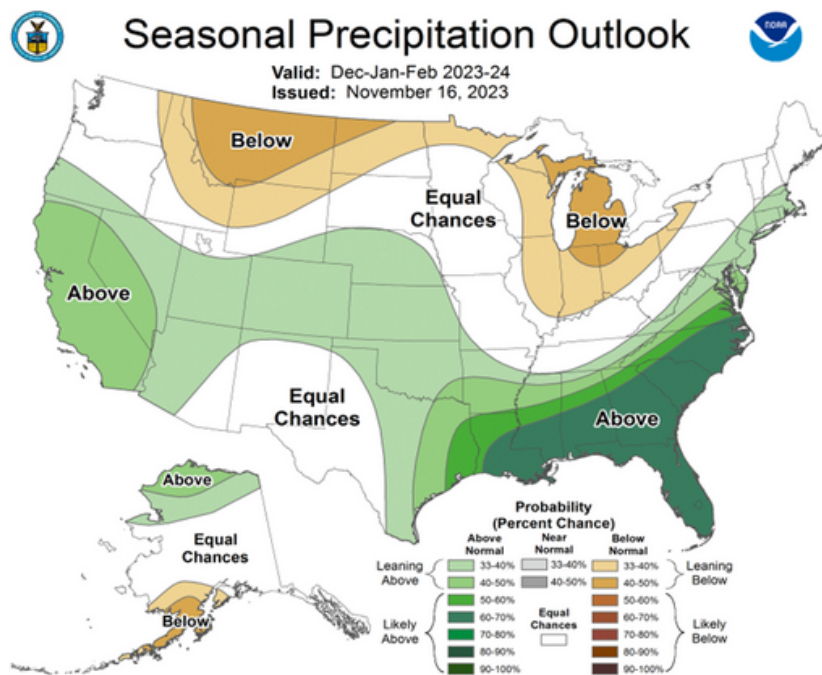 Seasonal Precipitation Outlook
NOAA
Valid: Dec-Jan-Feb 2023-24
Issued: November 16, 2023
Below
Equal
Chances
Below
Above
Equal
Chances
Above
Above
Equal
Chances
Below
Probability
(Percent Chance)
Above
Normal
Near
Normal
Below
Normal
Leaning
Above
33-40%
40-50%
33-40%
40-50%
33-40%
40-50%
Leaning
Below
Likely
Above
50-60%
60-70%
70-80%
80-90%
90-100%
Equal
Chances
50-60%
60-70%
70-80%
80-90%
90-100%
Likely
Below